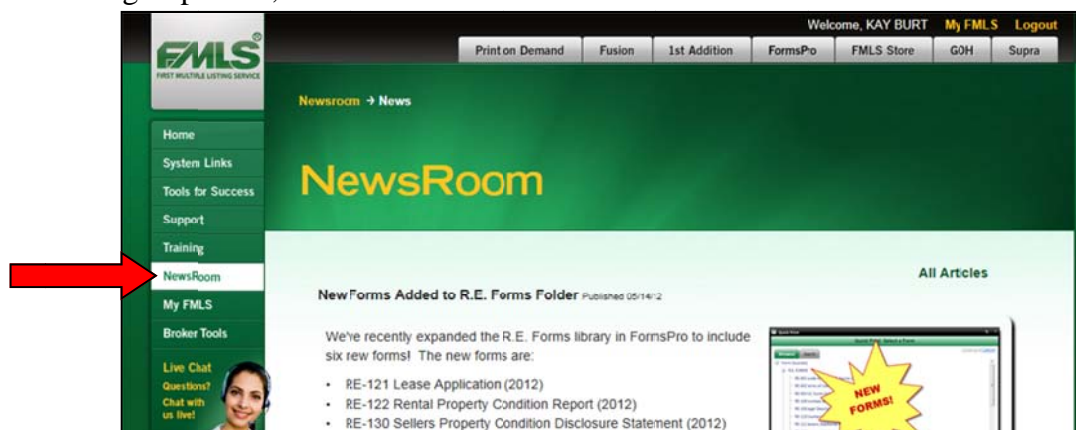 Welcome, KAY BURT My FMLS Logout
FMLS®
FIRST MULTIPLE LISTING SERVICE
Print on Demand Fusion 1st Addition FormsPro FMLS Store GOH Supra
Newsroom → News
Home
System Links
Tools for Success
Support
Training
NewsRoom
My FMLS
Broker Tools
Live Chat
Questions?
Chat with
us live!
NewsRoom
All Articles
New Forms Added to R.E. Forms Folder Published 05/14/12
We're recently expanded the R.E. Forms library in FormsPro to include
six new forms! The new forms are:
• RE-121 Lease Application (2012)
• RE-122 Rental Property Condition Report (2012)
• RE-130 Sellers Property Condition Disclosure Statement (2012)
NEW
FORMS!